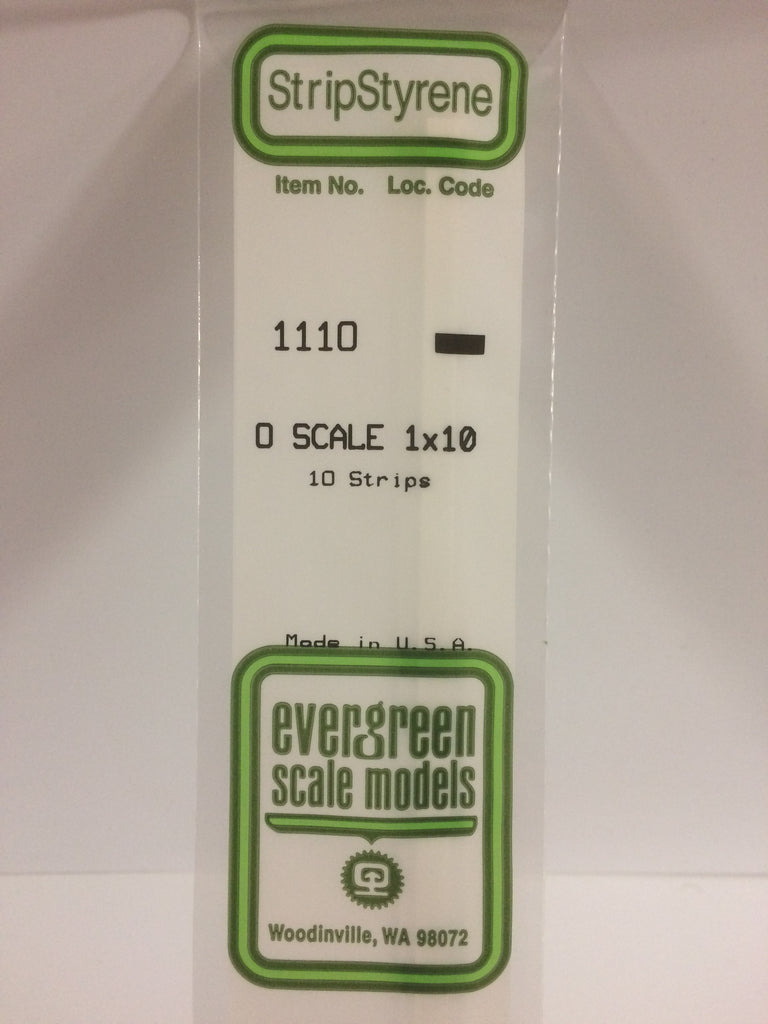 StripStyrene
Item No. Loc. Code
1110
O SCALE 1x10
10 Strips
Made in U.S.A.
evergreen
scale models
Woodinville, WA 98072